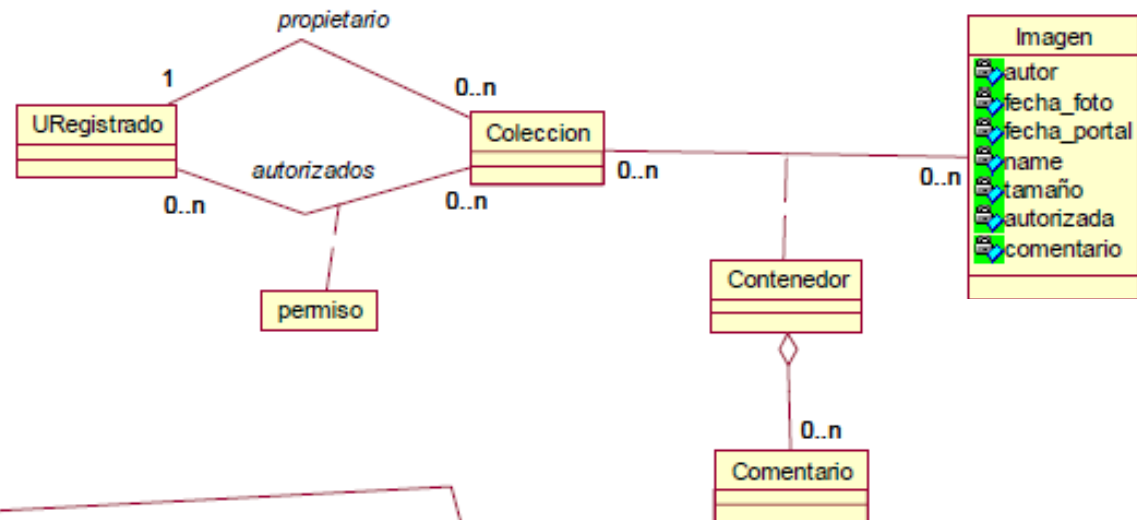 propietario
1
0..n
URegistrado
Coleccion
autorizados
0..n
0..n
permiso
0..n
0..n
Imagen
autor
fecha_foto
fecha_portal
name
tamaño
autorizada
comentario
Contenedor
0..n
Comentario